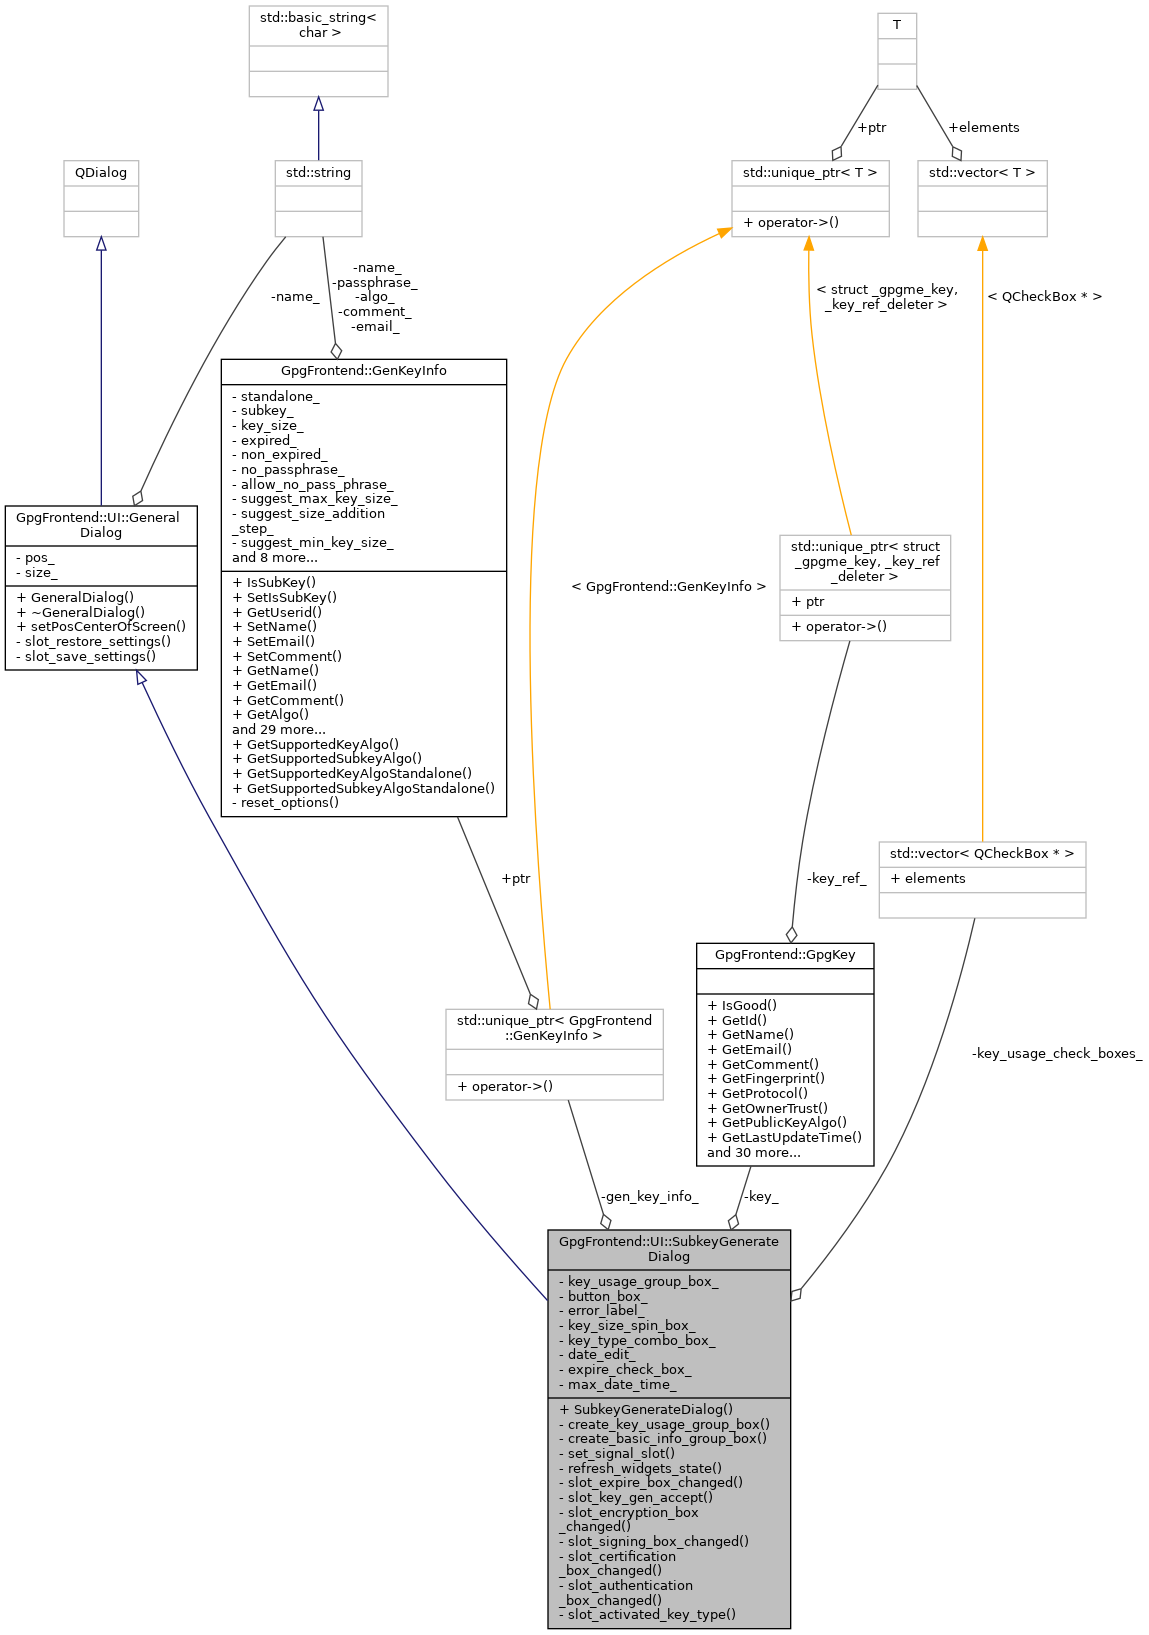 std::basic_string<
char >
T
+ptr
+elements
QDialog
std::string
std::unique_ptr< T >
+ operator->()
std::vector< T >
-name_
-name_
-passphrase_
-algo_
-comment_
-email_
< struct _gpgme_key,
_key_ref_deleter >
< QCheckBox * >
GpgFrontend::GenKeyInfo
- standalone_
- subkey_
- key_size_
- expired_
- non_expired_
- no_passphrase_
- allow_no_pass_phrase_
- suggest_max_key_size_
- suggest_size_addition
_step_
- suggest_min_key_size_
and 8 more...
+ IsSubKey()
+ SetIsSubKey()
+ GetUserid()
+ SetName()
+ SetEmail()
+ SetComment()
+ GetName()
+ GetEmail()
+ GetComment()
+ GetAlgo()
and 29 more...
+ GetSupportedKeyAlgo()
+ GetSupportedSubkeyAlgo()
+ GetSupportedKeyAlgoStandalone()
+ GetSupportedSubkeyAlgoStandalone()
- reset_options()
GpgFrontend::UI::General
Dialog
- pos_
- size_
+ GeneralDialog()
+ ~GeneralDialog()
+ setPosCenterOfScreen()
- slot_restore_settings()
- slot_save_settings()
< GpgFrontend::GenKeyInfo >
std::unique_ptr< struct
_gpgme_key, _key_ref
_deleter >
+ ptr
+ operator->()
+ptr
-key_ref_
std::vector< QCheckBox * >
+ elements
std::unique_ptr< GpgFrontend
::GenKeyInfo >
+ operator->()
GpgFrontend::GpgKey
+ IsGood()
+ GetId()
+ GetName()
+ GetEmail()
+ GetComment()
+ GetFingerprint()
+ GetProtocol()
+ GetOwnerTrust()
+ GetPublicKeyAlgo()
+ GetLastUpdateTime()
and 30 more...
-key_usage_check_boxes_
-gen_key_info_
-key_
GpgFrontend::UI::SubkeyGenerate
Dialog
- key_usage_group_box_
- button_box_
- error_label_
- key_size_spin_box_
- key_type_combo_box_
- date_edit_
- expire_check_box_
- max_date_time_
+ SubkeyGenerateDialog()
- create_key_usage_group_box()
- create_basic_info_group_box()
- set_signal_slot()
- refresh_widgets_state()
- slot_expire_box_changed()
- slot_key_gen_accept()
- slot_encryption_box
_changed()
- slot_signing_box_changed()
- slot_certification
_box_changed()
- slot_authentication
_box_changed()
- slot_activated_key_type()